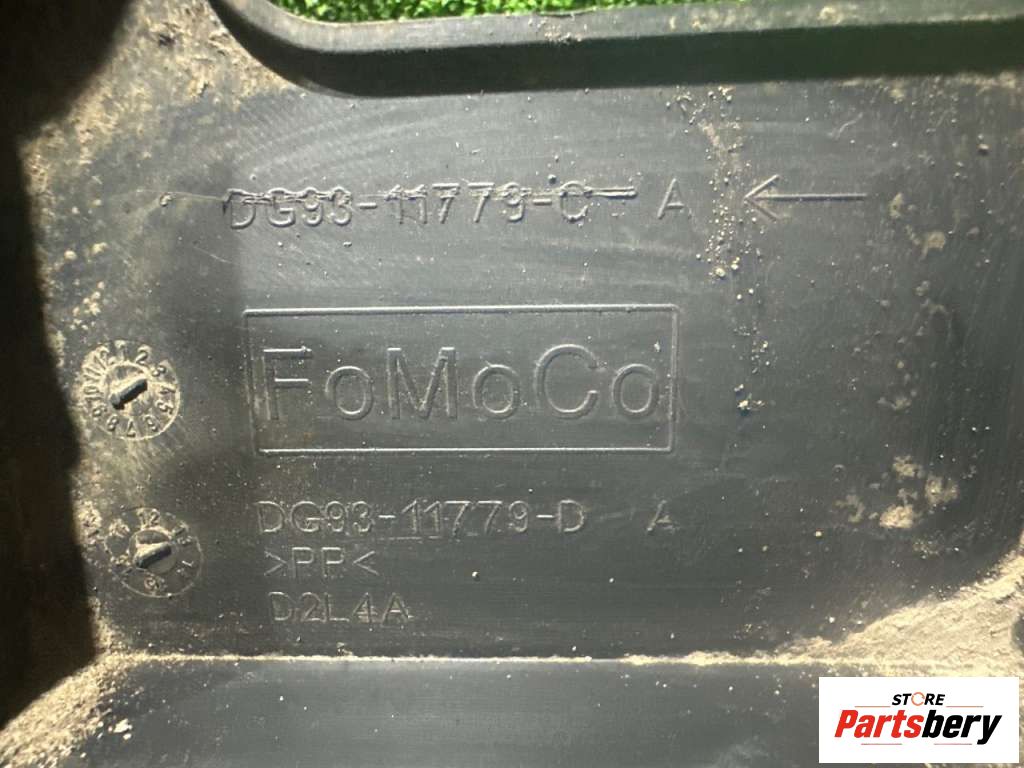 DG93-11779-C- A
FoMoCo
DG93-11779-D A
>PP<
D2L4A
STORE
Partsbery